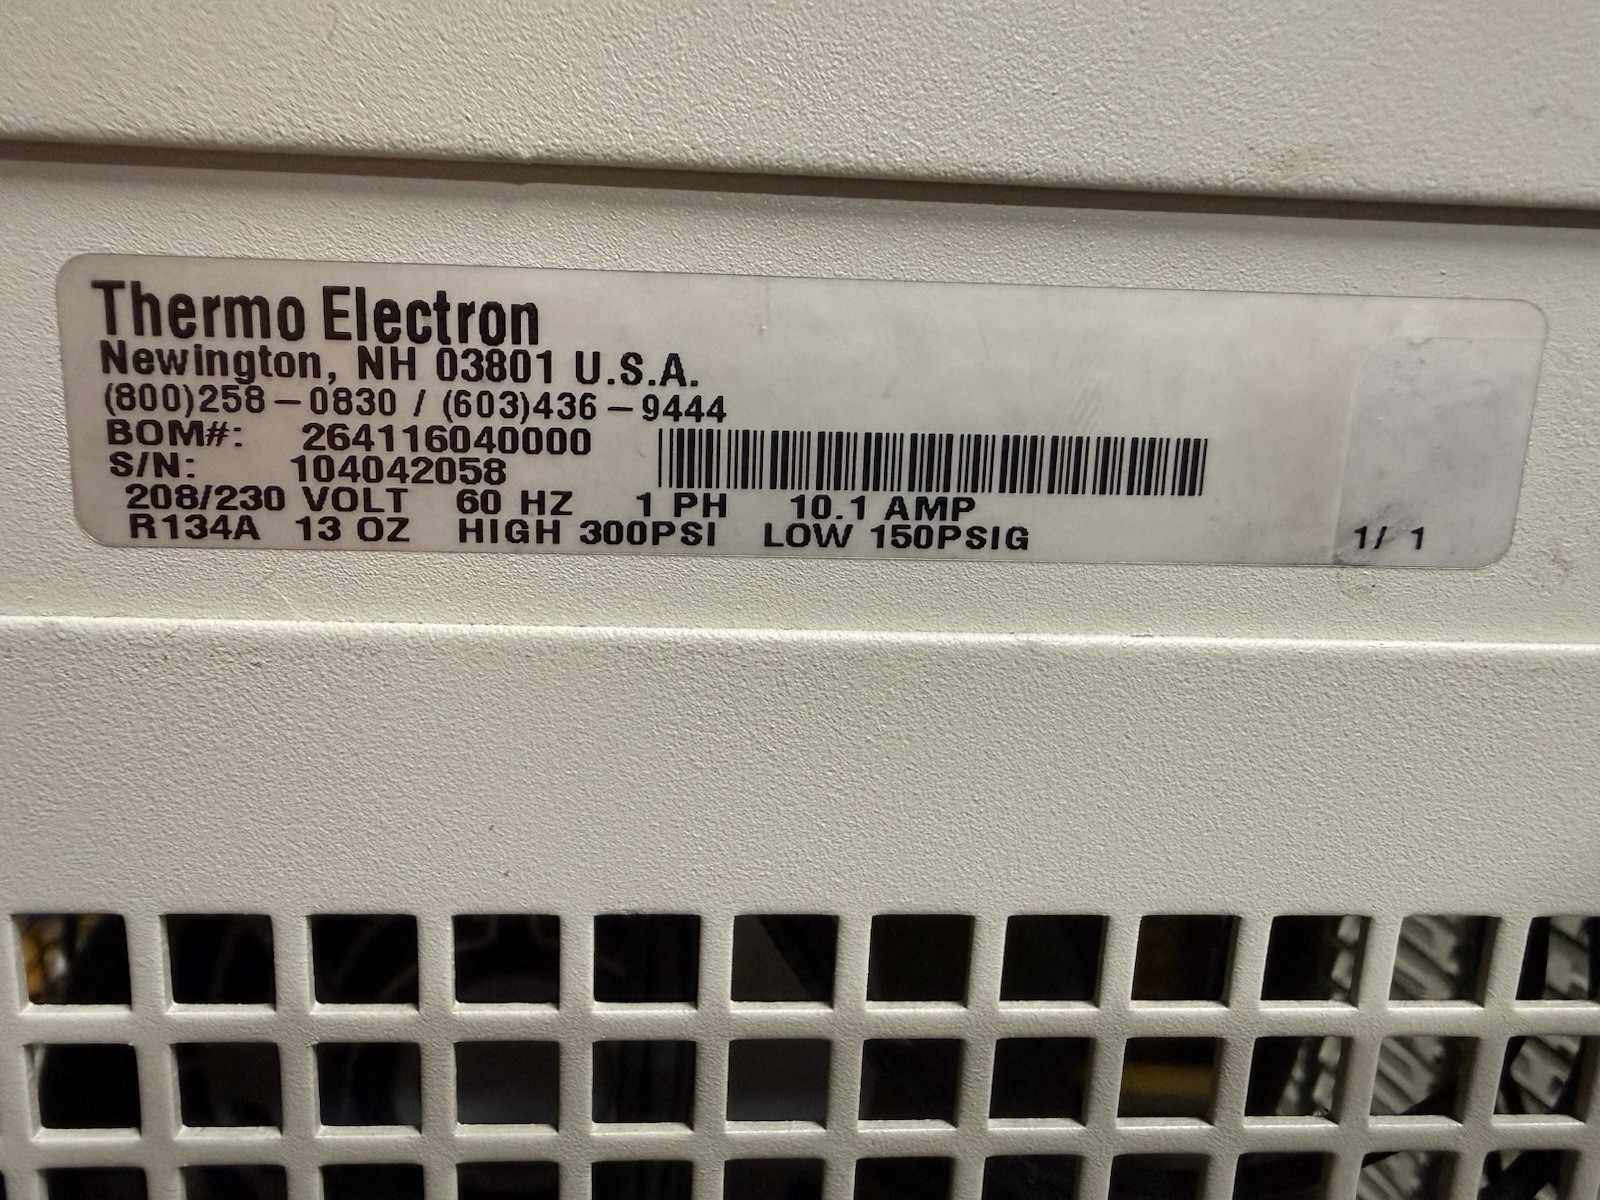 Thermo Electron
Newington, NH 03801 U.S.A.
(800)258-0830 / (603)436-9444
BOM#: 264116040000
S/N: 104042058
208/230 VOLT 60 HZ 1 PH 10.1 AMP
R134A 13 OZ HIGH 300PSI LOW 150PSIG
1/ 1